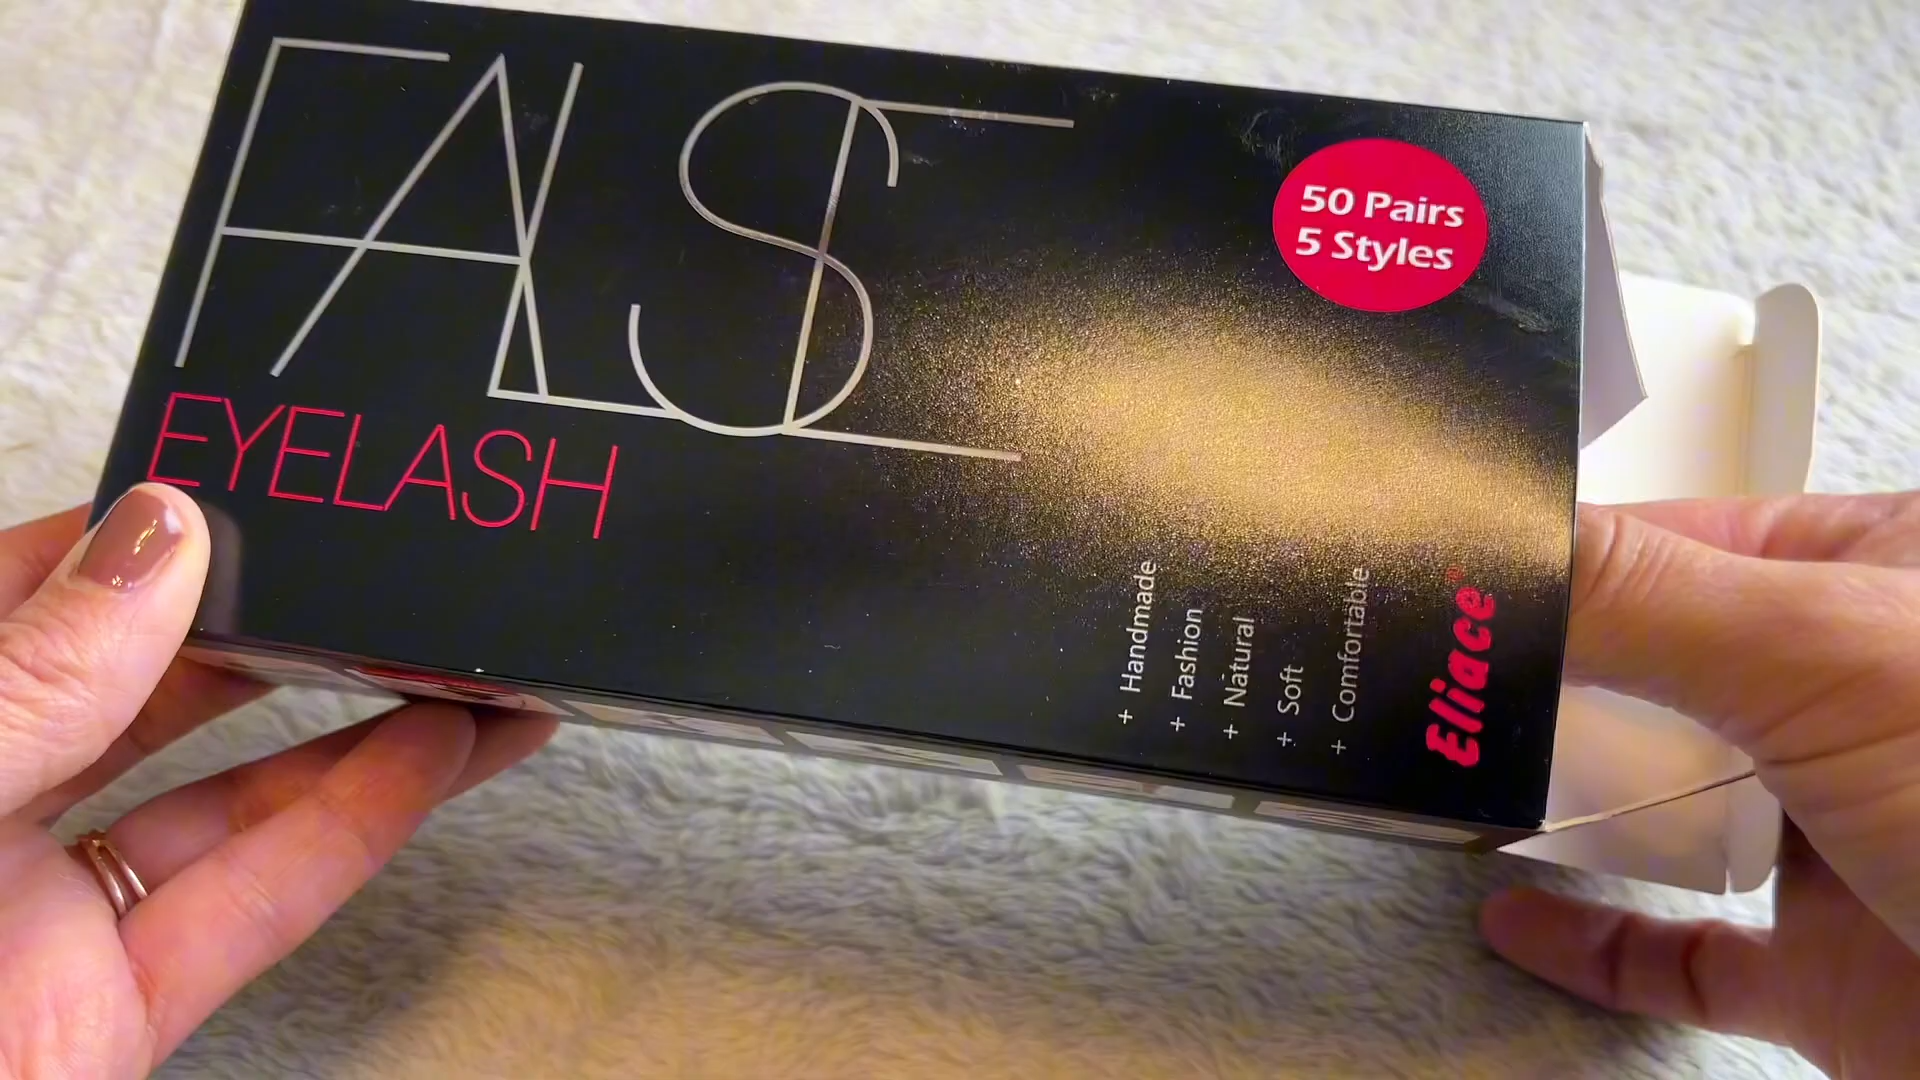 FALSE
EYELASH
50 Pairs
5 Styles
+ Handmade
+ Fashion
+ Natural
+ Soft
+ Comfortable
Eliace®